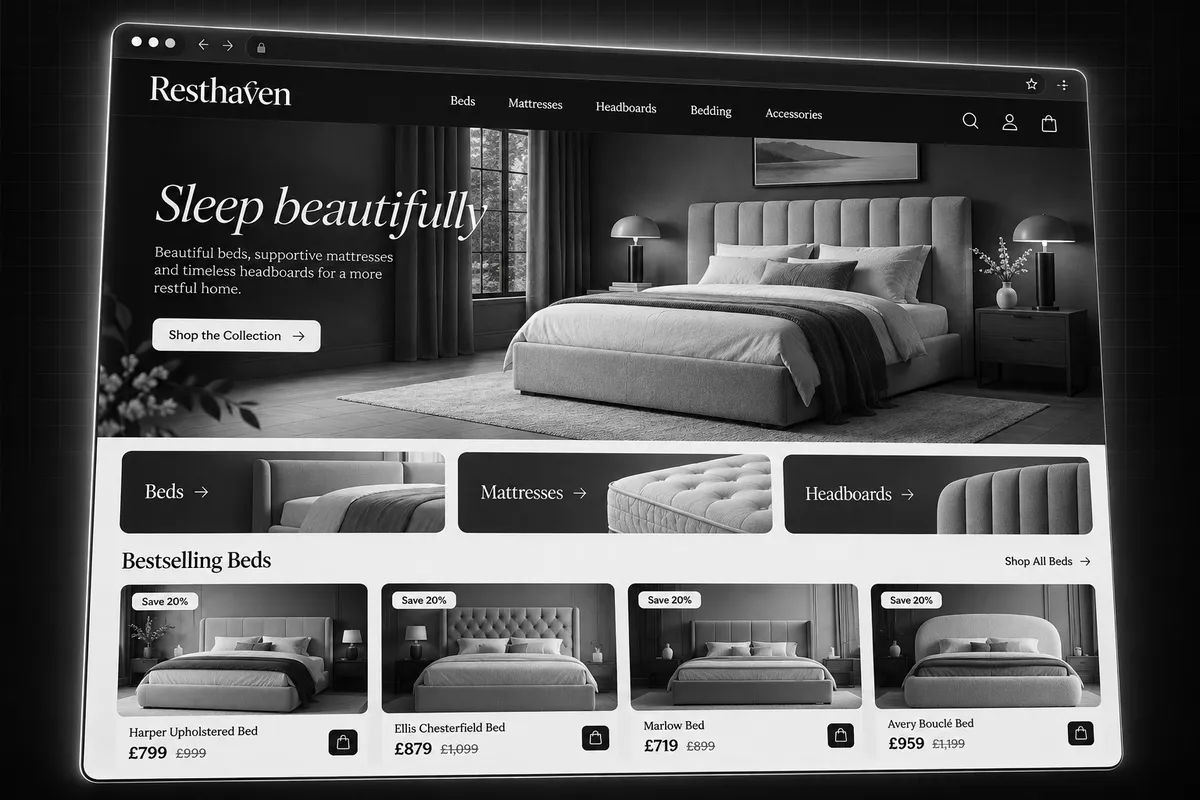 Resthaven
Beds
Mattresses
Headboards
Bedding
Accessories
Sleep beautifully
Beautiful beds, supportive mattresses
and timeless headboards for a more
restful home.
Shop the Collection →
Beds →
Mattresses →
Headboards →
Bestselling Beds
Shop All Beds →
Save 20%
Harper Upholstered Bed
£799 £999
Save 20%
Ellis Chesterfield Bed
£879 £1,099
Save 20%
Marlow Bed
£719 £899
Save 20%
Avery Bouclé Bed
£959 £1,199